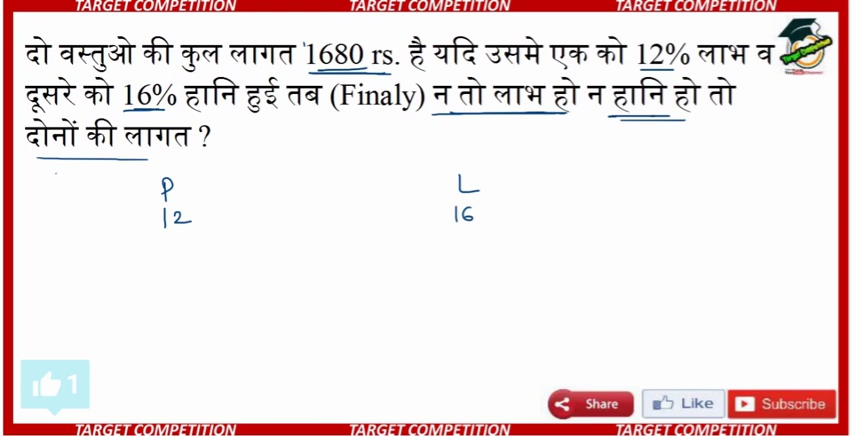 TARGET COMPETITION TARGET COMPETITION TARGET COMPETITION
दो वस्तुओ की कुल लागत 1680 rs. है यदि उसमे एक को 12% लाभ व
दूसरे को 16% हानि हुई तब (Finaly) न तो लाभ हो न हानि हो तो
दोनों की लागत ?
P L
12 16
1
Share Like Subscribe
TARGET COMPETITION TARGET COMPETITION TARGET COMPETITION